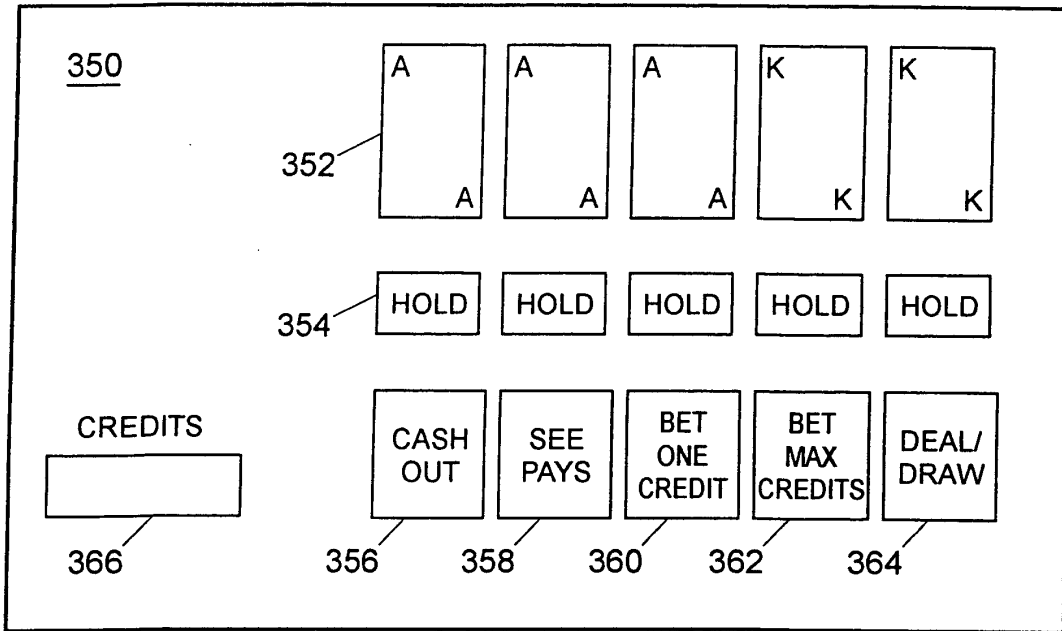 350
A A A K K
352
A A A K K
HOLD HOLD HOLD HOLD HOLD
354
CREDITS
CASH OUT
SEE PAYS
BET ONE CREDIT
BET MAX CREDITS
DEAL/ DRAW
366 356 358 360 362 364